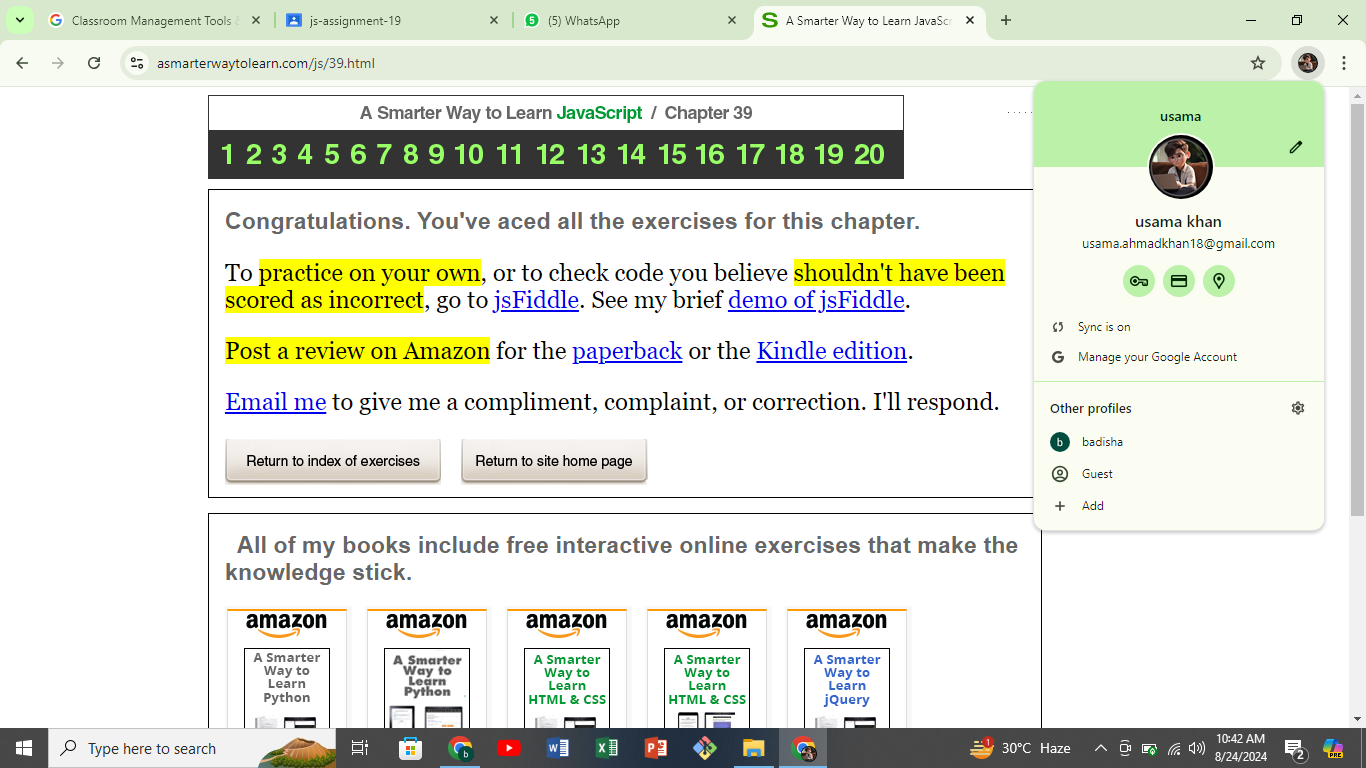 Classroom Management Tools &
js-assignment-19
(5) WhatsApp
A Smarter Way to Learn JavaScr
asmarterwaytolearn.com/js/39.html
A Smarter Way to Learn JavaScript / Chapter 39
1 2 3 4 5 6 7 8 9 10 11 12 13 14 15 16 17 18 19 20
Congratulations. You've aced all the exercises for this chapter.
To practice on your own, or to check code you believe shouldn't have been
scored as incorrect, go to jsFiddle. See my brief demo of jsFiddle.
Post a review on Amazon for the paperback or the Kindle edition.
Email me to give me a compliment, complaint, or correction. I'll respond.
Return to index of exercises
Return to site home page
All of my books include free interactive online exercises that make the
knowledge stick.
amazon
A Smarter
Way to
Learn
Python
amazon
A Smarter
Way to
Learn
Python
amazon
A Smarter
Way to
Learn
HTML & CSS
amazon
A Smarter
Way to
Learn
HTML & CSS
amazon
A Smarter
Way to
Learn
jQuery
usama
usama khan
usama.ahmadkhan18@gmail.com
Sync is on
Manage your Google Account
Other profiles
b badisha
Guest
Add
Type here to search
1
30°C Haze
10:42 AM
8/24/2024
2
PRE